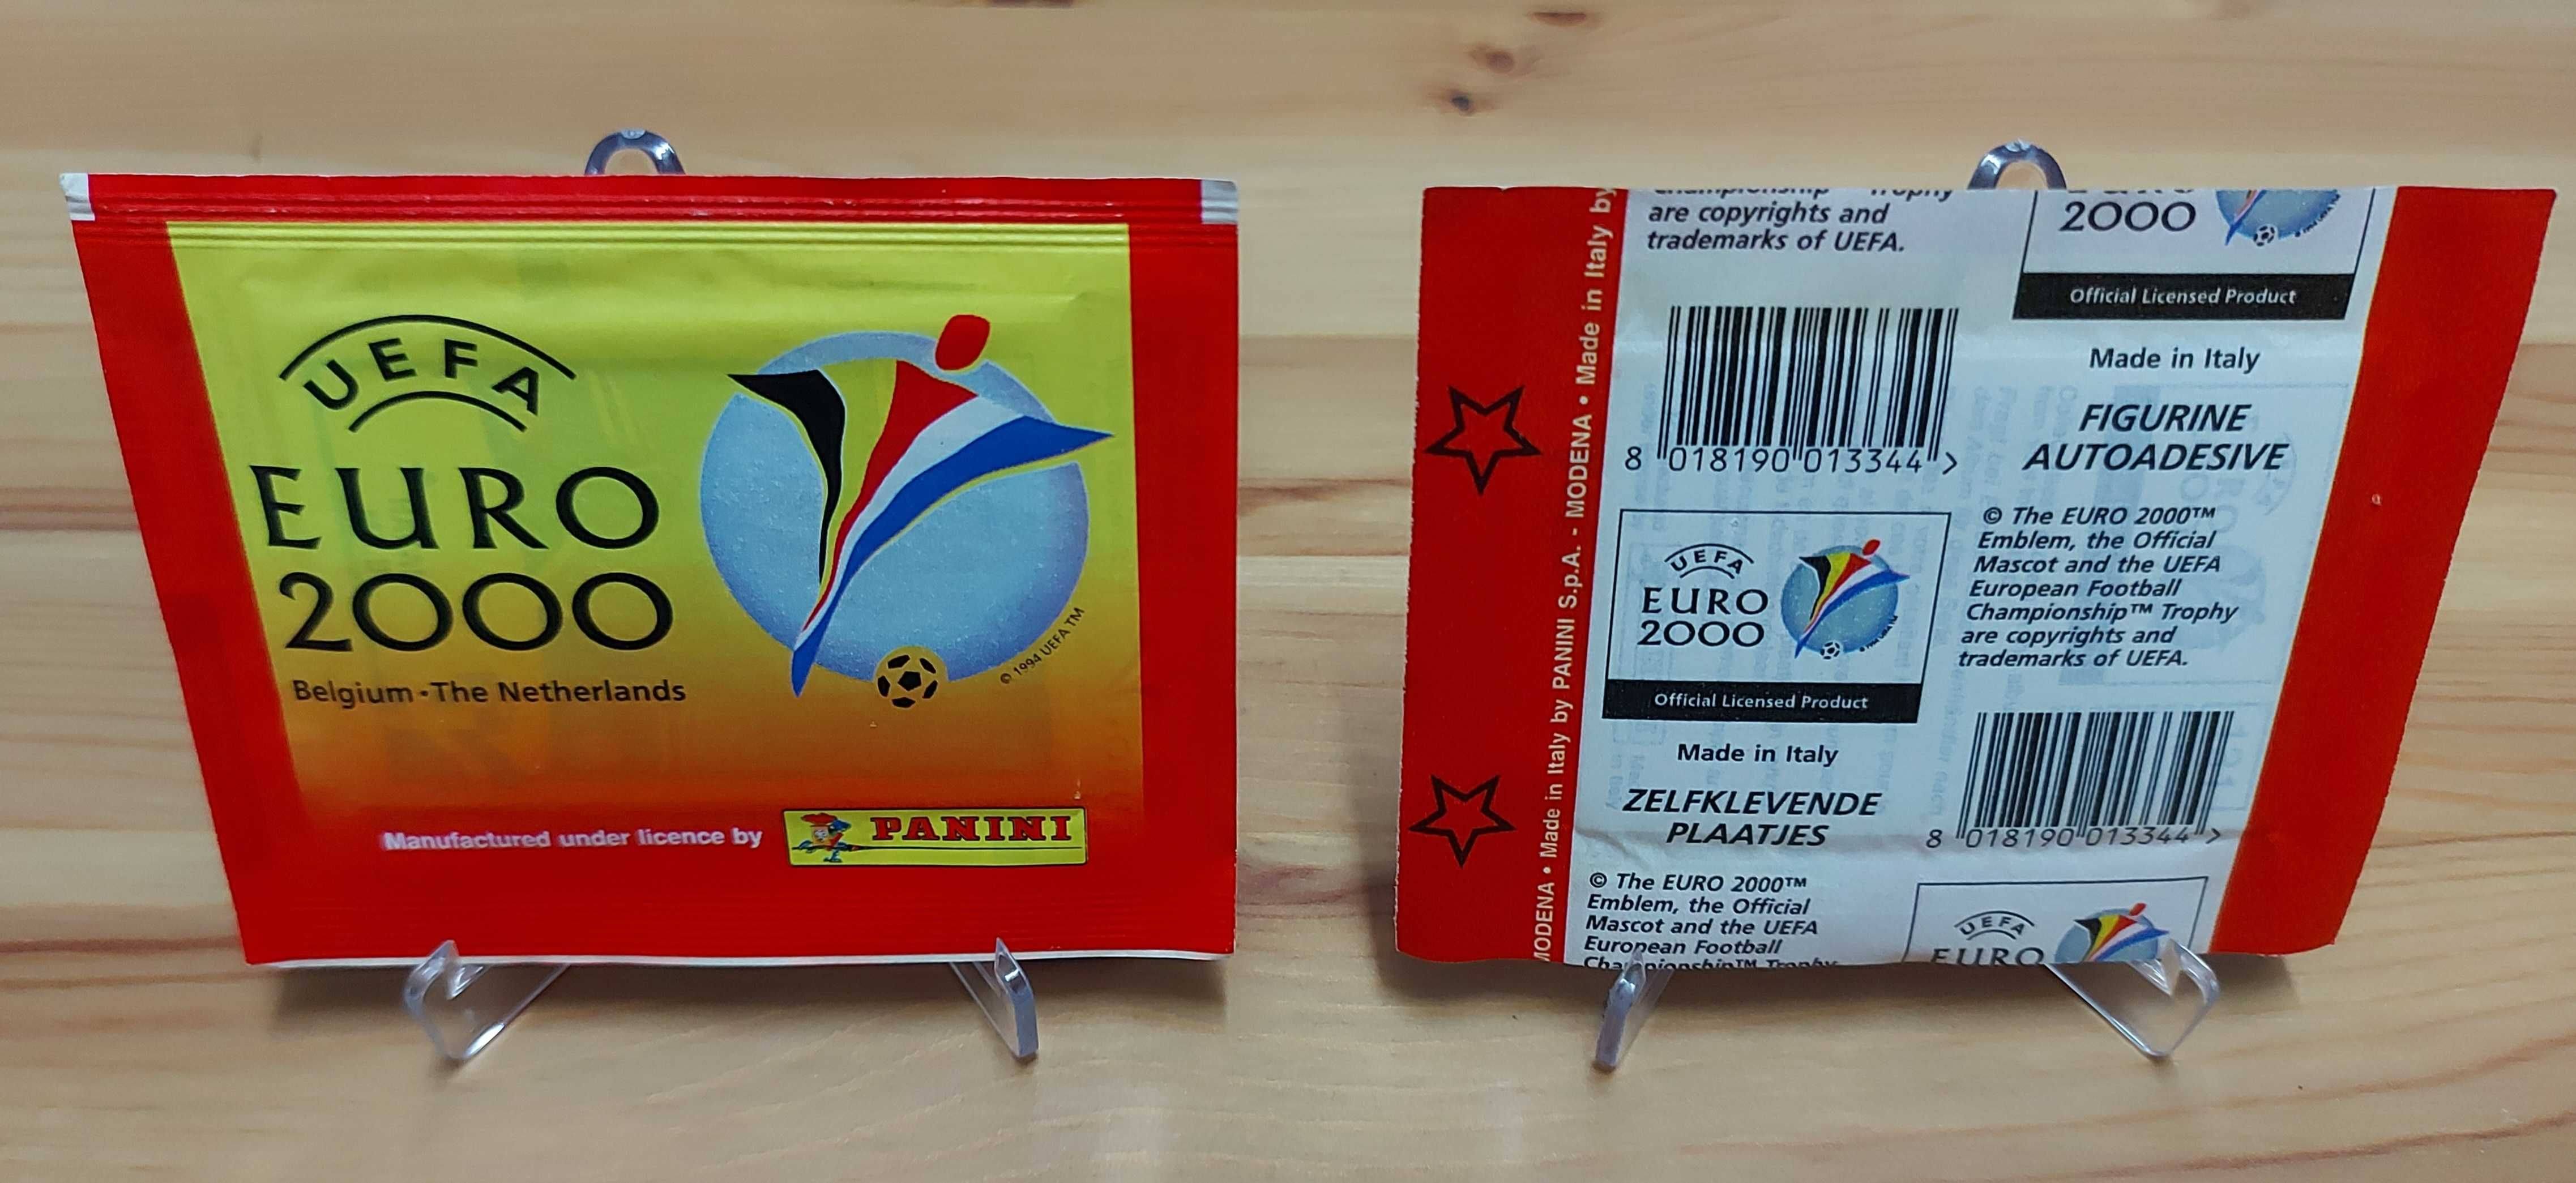 UEFA
EURO
2000
Belgium • The Netherlands
© 1994 UEFA TM
Manufactured under licence by
PANINI
MODENA • Made in Italy by PANINI S.p.A. - MODENA • Made in Italy by
Championship Trophy
are copyrights and
trademarks of UEFA.
8 018190 013344 >
UEFA
EURO
2000
Official Licensed Product
Made in Italy
ZELFKLEVENDE
PLAATJES
© The EURO 2000™
Emblem, the Official
Mascot and the UEFA
European Football
Championship™ Trophy
2000
Official Licensed Product
Made in Italy
FIGURINE
AUTOADESIVE
© The EURO 2000™
Emblem, the Official
Mascot and the UEFA
European Football
Championship™ Trophy
are copyrights and
trademarks of UEFA.
8 018190 013344 >
UEFA
EURO